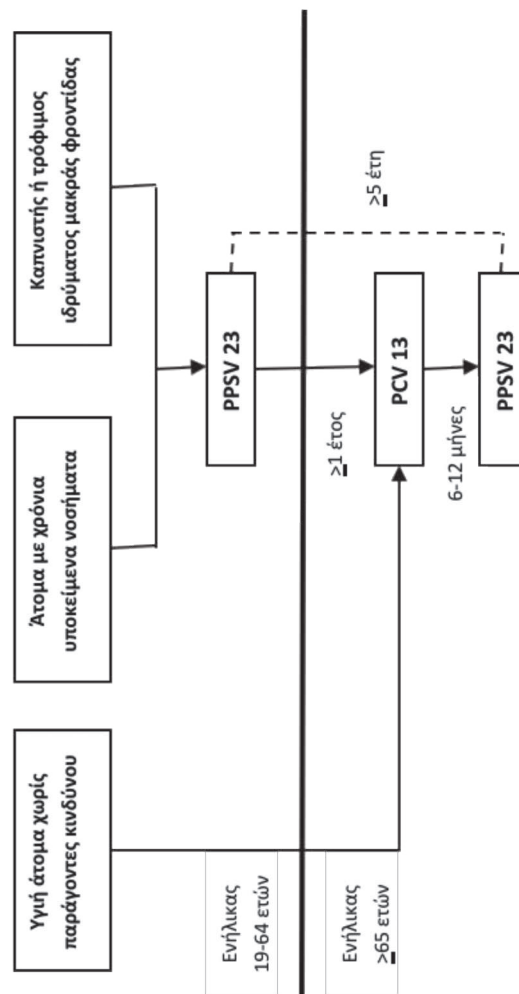 Υγιή άτομα χωρίς
παράγοντες κινδύνου
Άτομα με χρόνια
υποκείμενα νοσήματα
Καπνιστής ή τρόφιμος
ιδρύματος μακράς φροντίδας
Ενήλικας
19-64 ετών
PPSV 23
Ενήλικας
≥65 ετών
≥1 έτος
≥5 έτη
PCV 13
6-12 μήνες
PPSV 23